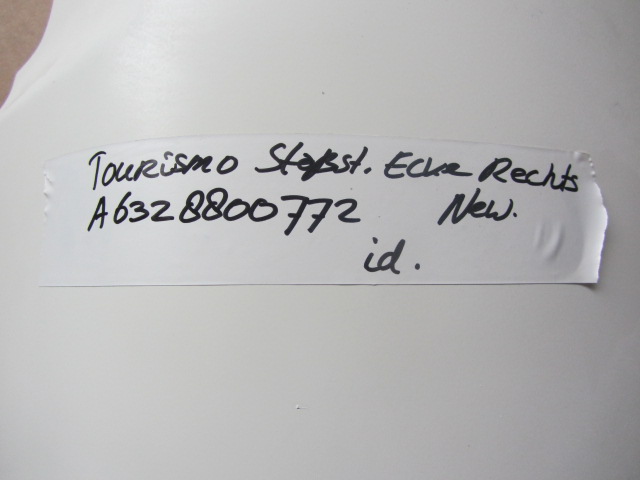 Tourismo Stoßst. Ecke Rechts
A6328800772 New.
id.